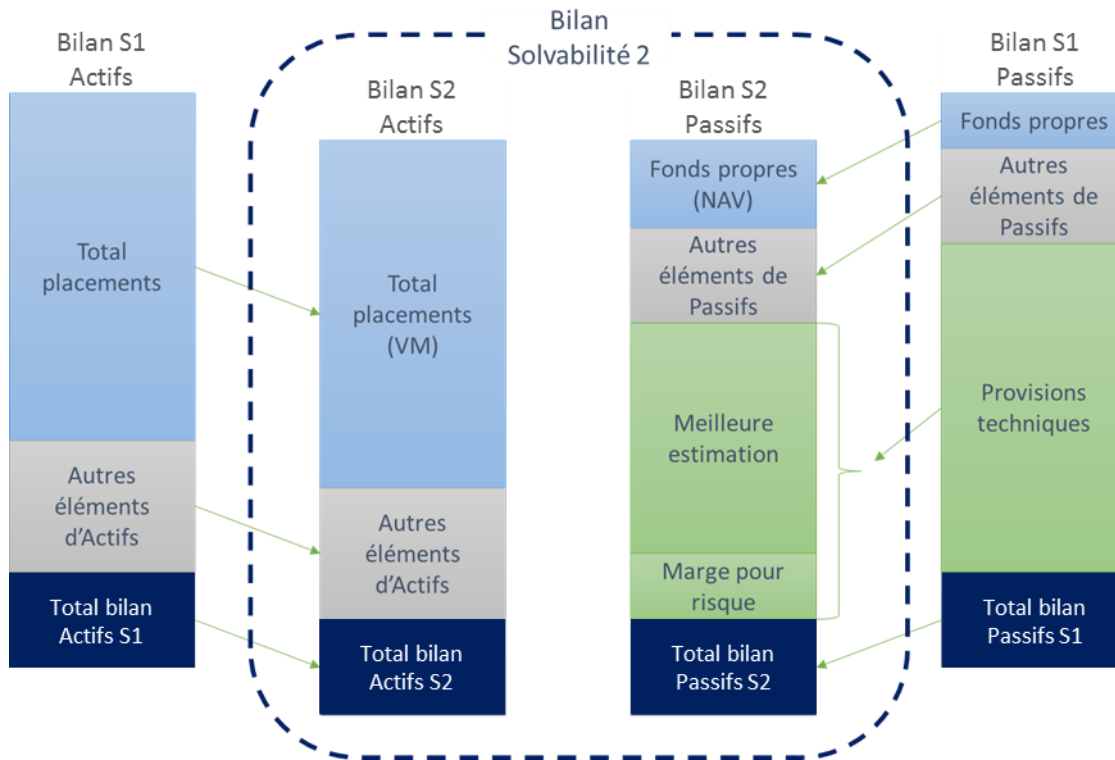 Bilan
Solvabilité 2
Bilan S1
Actifs
Total
placements
Autres
éléments
d'Actifs
Total bilan
Actifs S1
Bilan S2
Actifs
Total
placements
(VM)
Autres
éléments
d'Actifs
Total bilan
Actifs S2
Bilan S2
Passifs
Fonds propres
(NAV)
Autres
éléments de
Passifs
Meilleure
estimation
Marge pour
risque
Total bilan
Passifs S2
Bilan S1
Passifs
Fonds propres
Autres
éléments de
Passifs
Provisions
techniques
Total bilan
Passifs S1